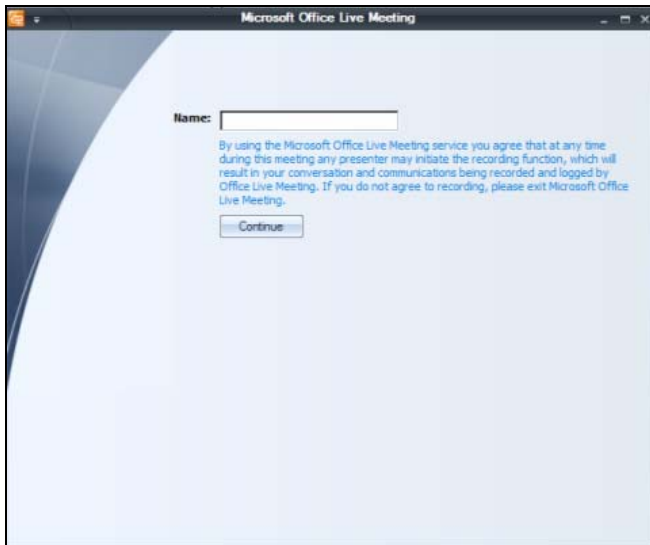 Microsoft Office Live Meeting
Name:
By using the Microsoft Office Live Meeting service you agree that at any time
during this meeting any presenter may initiate the recording function, which will
result in your conversation and communications being recorded and logged by
Office Live Meeting. If you do not agree to recording, please exit Microsoft Office
Live Meeting.
Continue